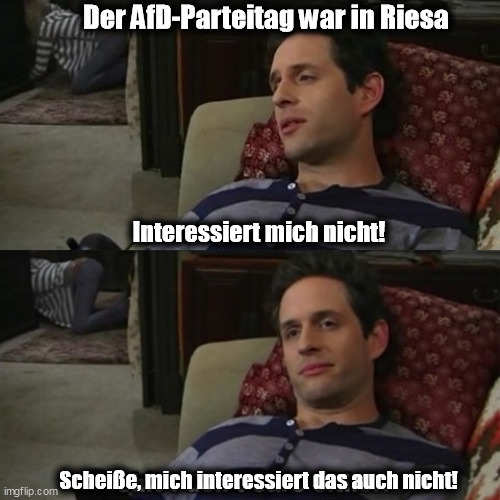 Der AfD-Parteitag war in Riesa
Interessiert mich nicht!
Scheiße, mich interessiert das auch nicht!
imgflip.com